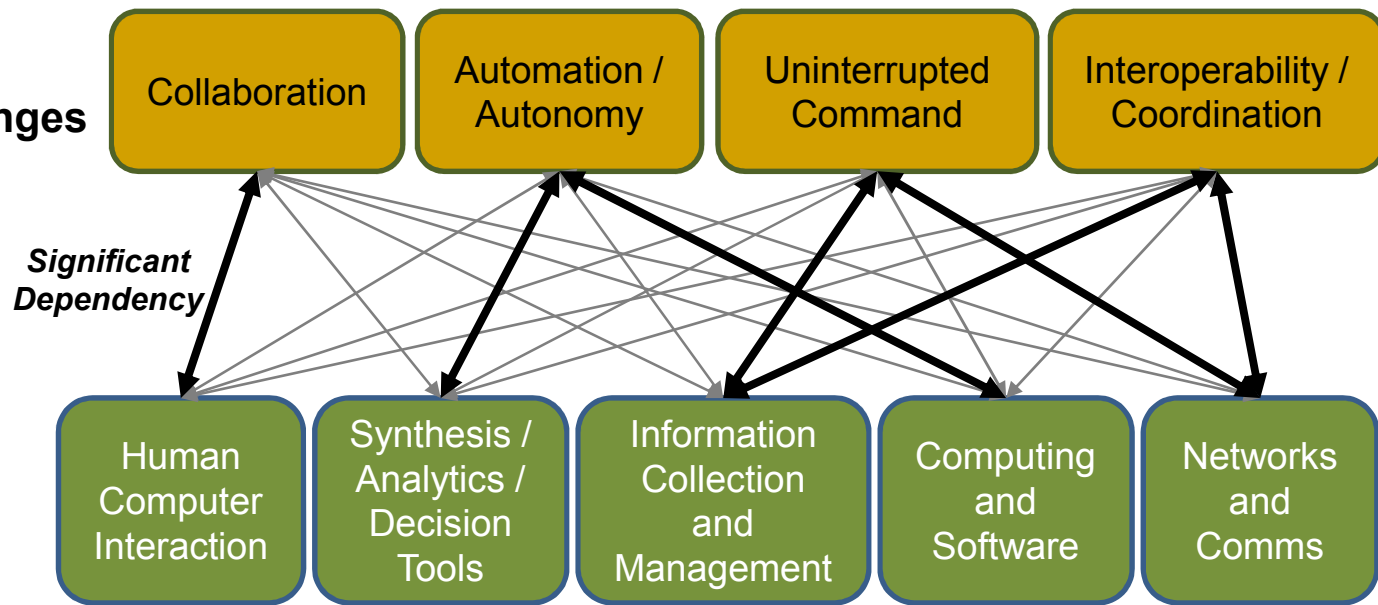 Collaboration
Automation /
Autonomy
Uninterrupted
Command
Interoperability /
Coordination
nges
Significant
Dependency
Human
Computer
Interaction
Synthesis /
Analytics /
Decision
Tools
Information
Collection
and
Management
Computing
and
Software
Networks
and
Comms